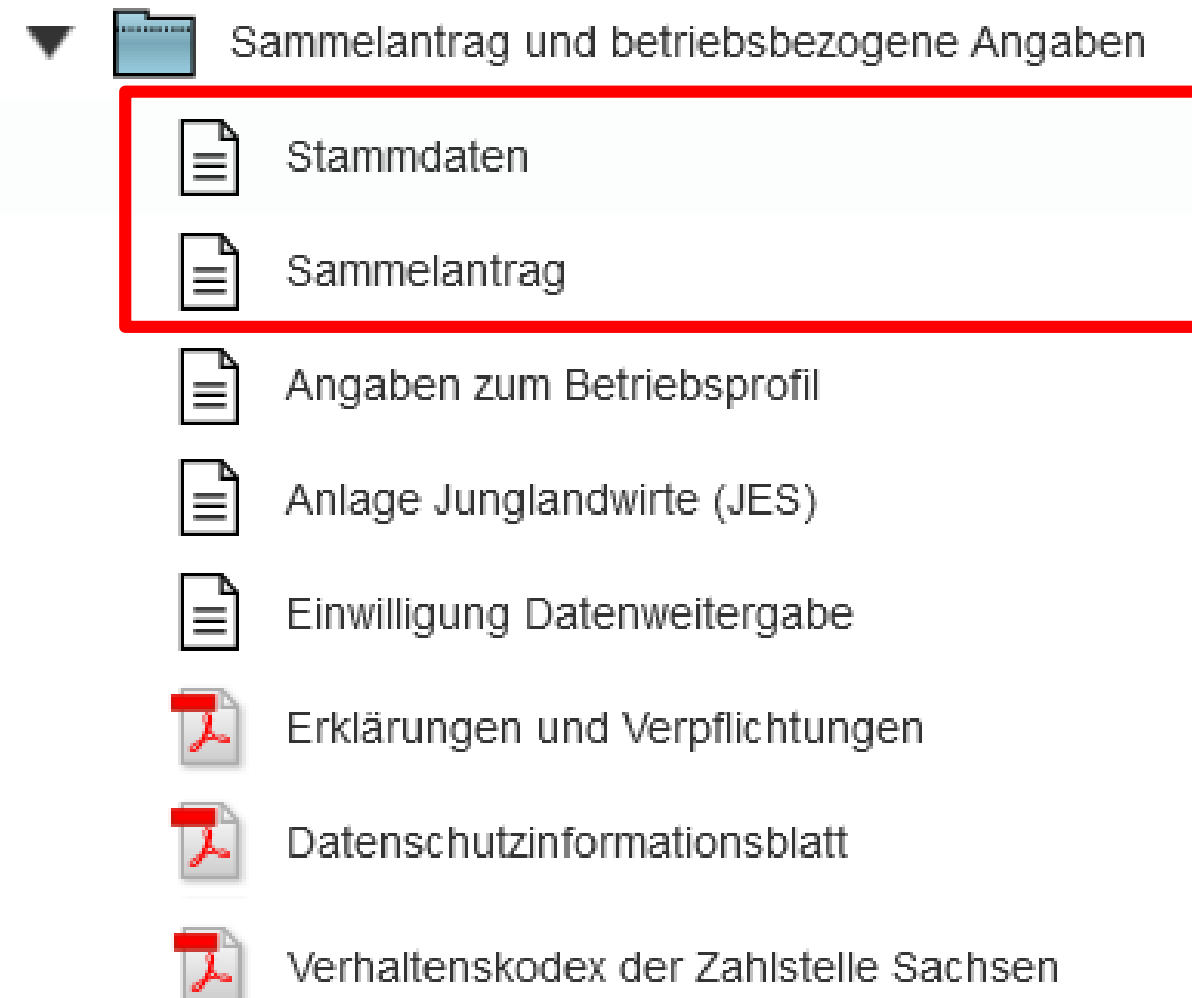 Sammelantrag und betriebsbezogene Angaben
Stammdaten
Sammelantrag
Angaben zum Betriebsprofil
Anlage Junglandwirte (JES)
Einwilligung Datenweitergabe
Erklärungen und Verpflichtungen
Datenschutzinformationsblatt
Verhaltenskodex der Zahlstelle Sachsen